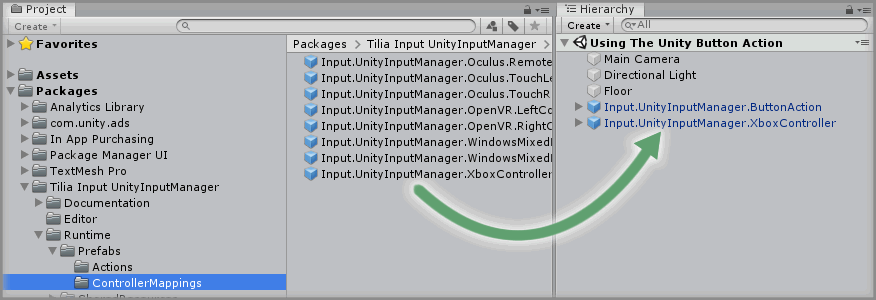 Project
Create
Favorites
Assets
Packages
Analytics Library
com.unity.ads
In App Purchasing
Package Manager UI
TextMesh Pro
Tilia Input UnityInputManager
Documentation
Editor
Runtime
Prefabs
Actions
ControllerMappings
Packages > Tilia Input UnityInputManager >
Input.UnityInputManager.Oculus.Remote
Input.UnityInputManager.Oculus.TouchLe
Input.UnityInputManager.Oculus.TouchR
Input.UnityInputManager.OpenVR.LeftCo
Input.UnityInputManager.OpenVR.RightC
Input.UnityInputManager.WindowsMixedR
Input.UnityInputManager.WindowsMixedR
Input.UnityInputManager.XboxController
Hierarchy
Create
All
Using The Unity Button Action
Main Camera
Directional Light
Floor
Input.UnityInputManager.ButtonAction
Input.UnityInputManager.XboxController